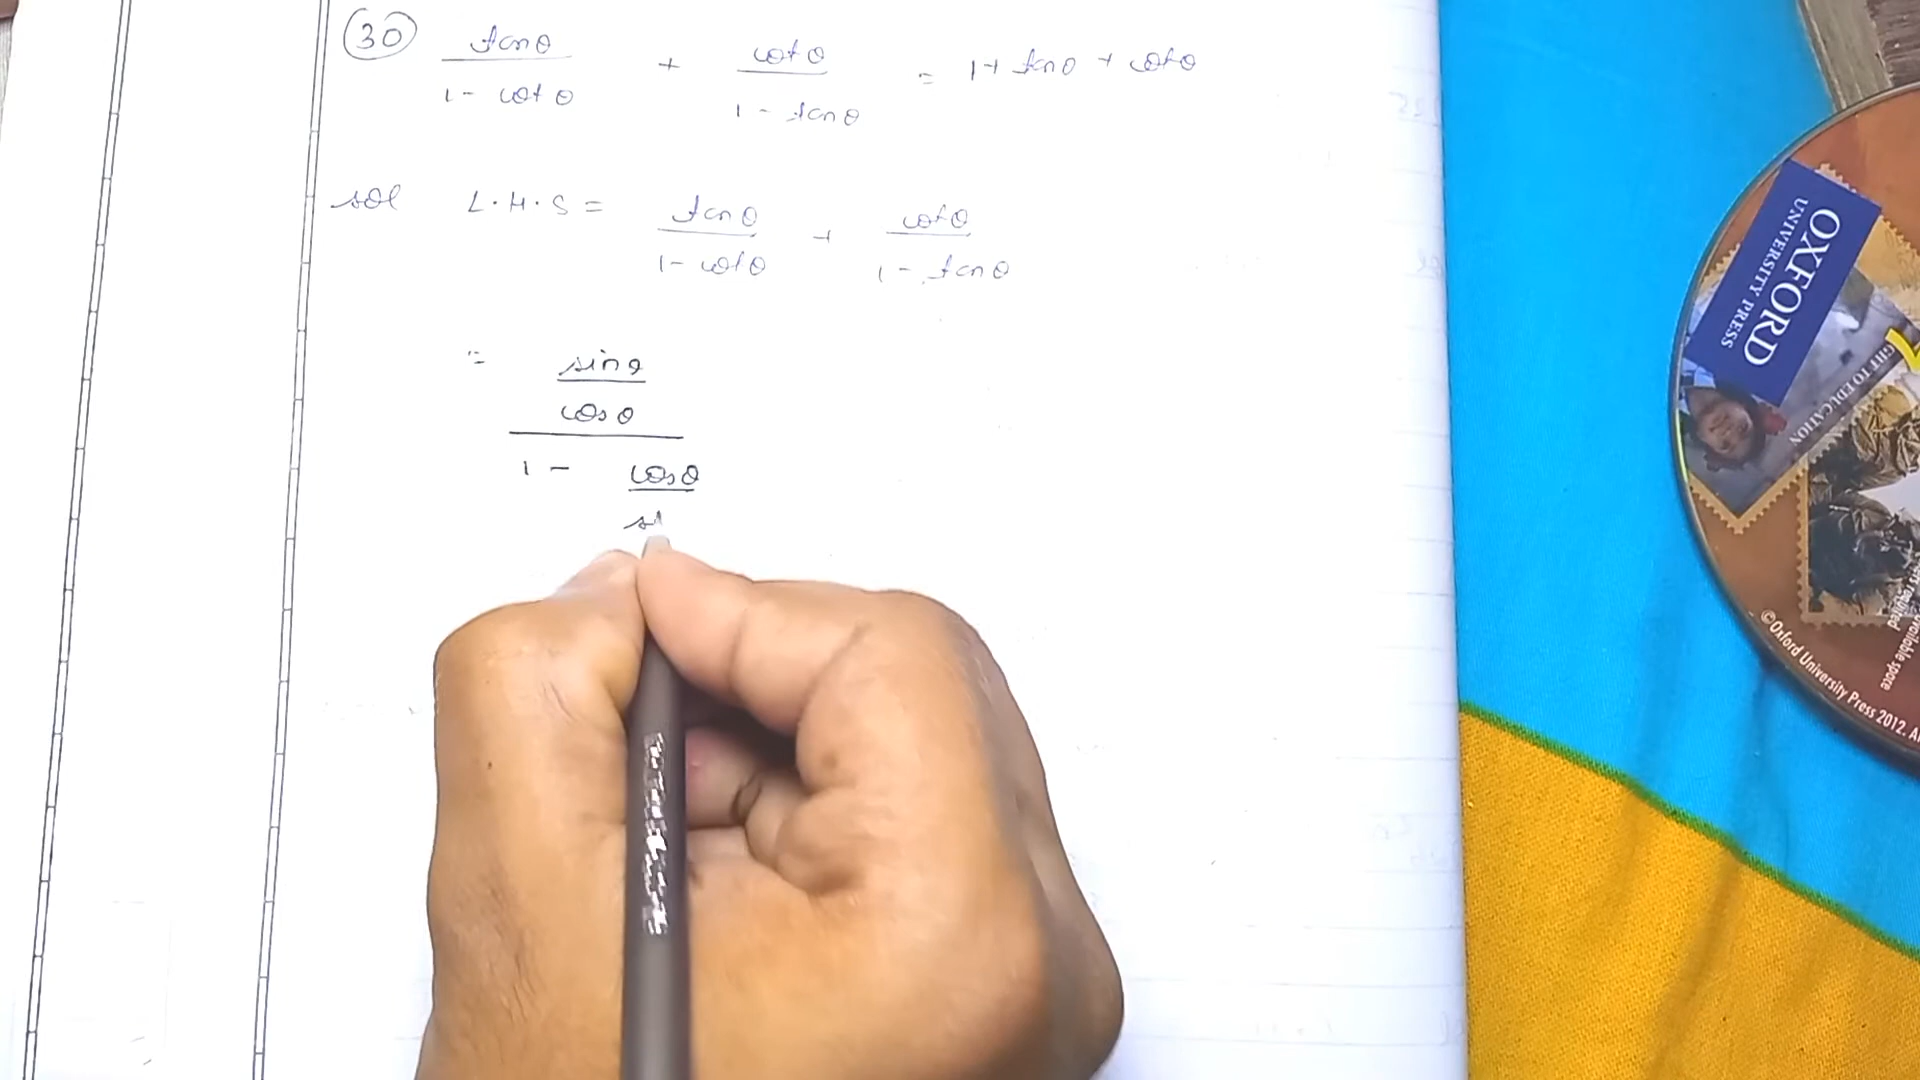 30 tanθ / 1 - cotθ + cotθ / 1 - tanθ = 1 + tanθ + cotθ
sol L.H.S = tanθ / 1 - cotθ + cotθ / 1 - tanθ
= sinθ / cosθ
1 - cosθ
OXFORD
UNIVERSITY PRESS
GHT TO EDUCATION
©Oxford University Press 2012.